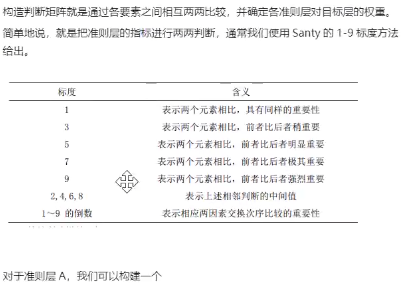 构造判断矩阵就是通过各要素之间相互两两比较，并确定各准则层对目标层的权重。
简单地说，就是把准则层的指标进行两两判断，通常我们使用 Santy 的 1-9 标度方法
给出。
标度 含义
1 表示两个元素相比，具有同样的重要性
3 表示两个元素相比，前者比后者稍重要
5 表示两个元素相比，前者比后者明显重要
7 表示两个元素相比，前者比后者极其重要
9 表示两个元素相比，前者比后者强烈重要
2,4,6,8 表示上述相邻判断的中间值
1～9 的倒数 表示相应两因素交换次序比较的重要性
对于准则层 A，我们可以构建一个